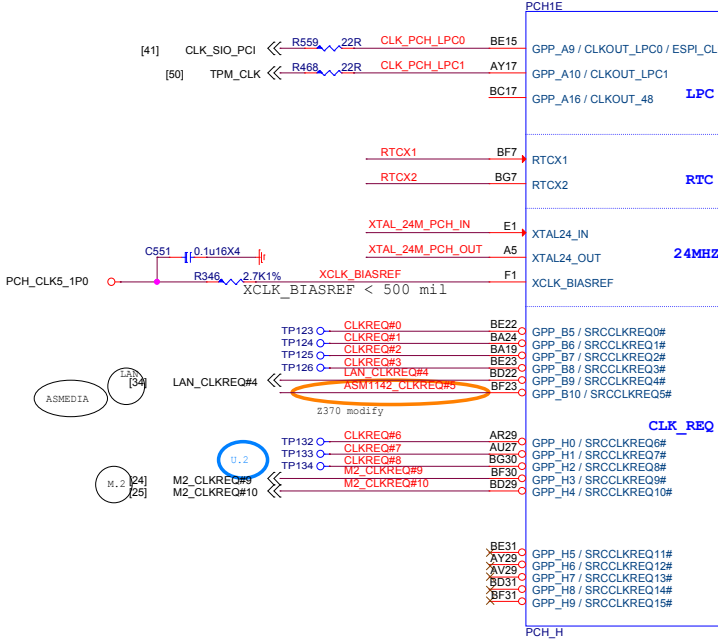 PCH1E
[41] CLK_SIO_PCI R559 22R CLK_PCH_LPC0 BE15 GPP_A9 / CLKOUT_LPC0 / ESPI_CL
[50] TPM_CLK R468 22R CLK_PCH_LPC1 AY17 GPP_A10 / CLKOUT_LPC1
BC17 GPP_A16 / CLKOUT_48 LPC
RTCX1 BF7 RTCX1
RTCX2 BG7 RTCX2 RTC
XTAL_24M_PCH_IN E1 XTAL24_IN
C551 0.1u16X4 XTAL_24M_PCH_OUT A5 XTAL24_OUT 24MHZ
PCH_CLK5_1P0 R346 2.7K1% XCLK_BIASREF F1 XCLK_BIASREF
XCLK_BIASREF < 500 mil
TP123 CLKREQ#0 BE22 GPP_B5 / SRCCLKREQ0#
TP124 CLKREQ#1 BA24 GPP_B6 / SRCCLKREQ1#
TP125 CLKREQ#2 BA19 GPP_B7 / SRCCLKREQ2#
TP126 CLKREQ#3 BE23 GPP_B8 / SRCCLKREQ3#
LAN [34] LAN_CLKREQ#4 LAN_CLKREQ#4 BD22 GPP_B9 / SRCCLKREQ4#
ASMEDIA ASM1142_CLKREQ#5 BF23 GPP_B10 / SRCCLKREQ5#
Z370 modify
CLK_REQ
TP132 CLKREQ#6 AR29 GPP_H0 / SRCCLKREQ6#
TP133 CLKREQ#7 AU27 GPP_H1 / SRCCLKREQ7#
U.2 TP134 CLKREQ#8 BG30 GPP_H2 / SRCCLKREQ8#
M.2 [24] M2_CLKREQ#9 M2_CLKREQ#9 BF30 GPP_H3 / SRCCLKREQ9#
[25] M2_CLKREQ#10 M2_CLKREQ#10 BD29 GPP_H4 / SRCCLKREQ10#
BE31 GPP_H5 / SRCCLKREQ11#
AY29 GPP_H6 / SRCCLKREQ12#
AV29 GPP_H7 / SRCCLKREQ13#
BD31 GPP_H8 / SRCCLKREQ14#
BF31 GPP_H9 / SRCCLKREQ15#
PCH_H